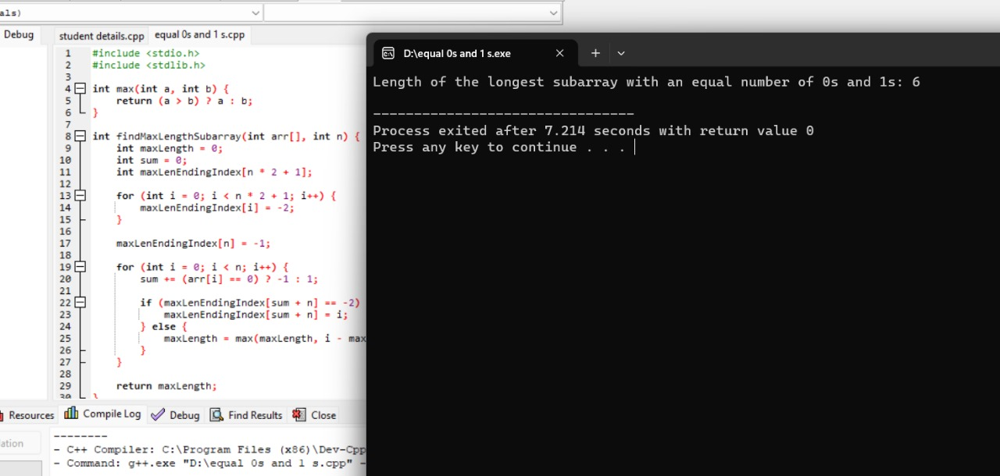 als)
Debug
student details.cpp
equal 0s and 1 s.cpp
1 #include <stdio.h>
2 #include <stdlib.h>
3
4 int max(int a, int b) {
5 return (a > b) ? a : b;
6 }
7
8 int findMaxLengthSubarray(int arr[], int n) {
9 int maxLength = 0;
10 int sum = 0;
11 int maxLenEndingIndex[n * 2 + 1];
12
13 for (int i = 0; i < n * 2 + 1; i++) {
14 maxLenEndingIndex[i] = -2;
15 }
16
17 maxLenEndingIndex[n] = -1;
18
19 for (int i = 0; i < n; i++) {
20 sum += (arr[i] == 0) ? -1 : 1;
21
22 if (maxLenEndingIndex[sum + n] == -2)
23 maxLenEndingIndex[sum + n] = i;
24 } else {
25 maxLength = max(maxLength, i - max
26 }
27 }
28
29 return maxLength;
30 }
D:\equal 0s and 1 s.exe
Length of the longest subarray with an equal number of 0s and 1s: 6
--------------------------------
Process exited after 7.214 seconds with return value 0
Press any key to continue . . .
Resources
Compile Log
Debug
Find Results
Close
ation
--------
- C++ Compiler: C:\Program Files (x86)\Dev-Cpp
- Command: g++.exe "D:\equal 0s and 1 s.cpp" -